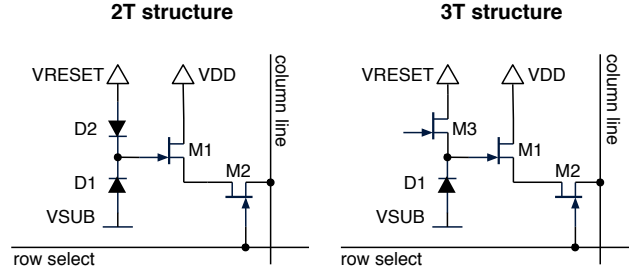 2T structure
VRESET
VDD
column line
D2
M1
M2
D1
VSUB
row select
3T structure
VRESET
VDD
column line
M3
M1
M2
D1
VSUB
row select